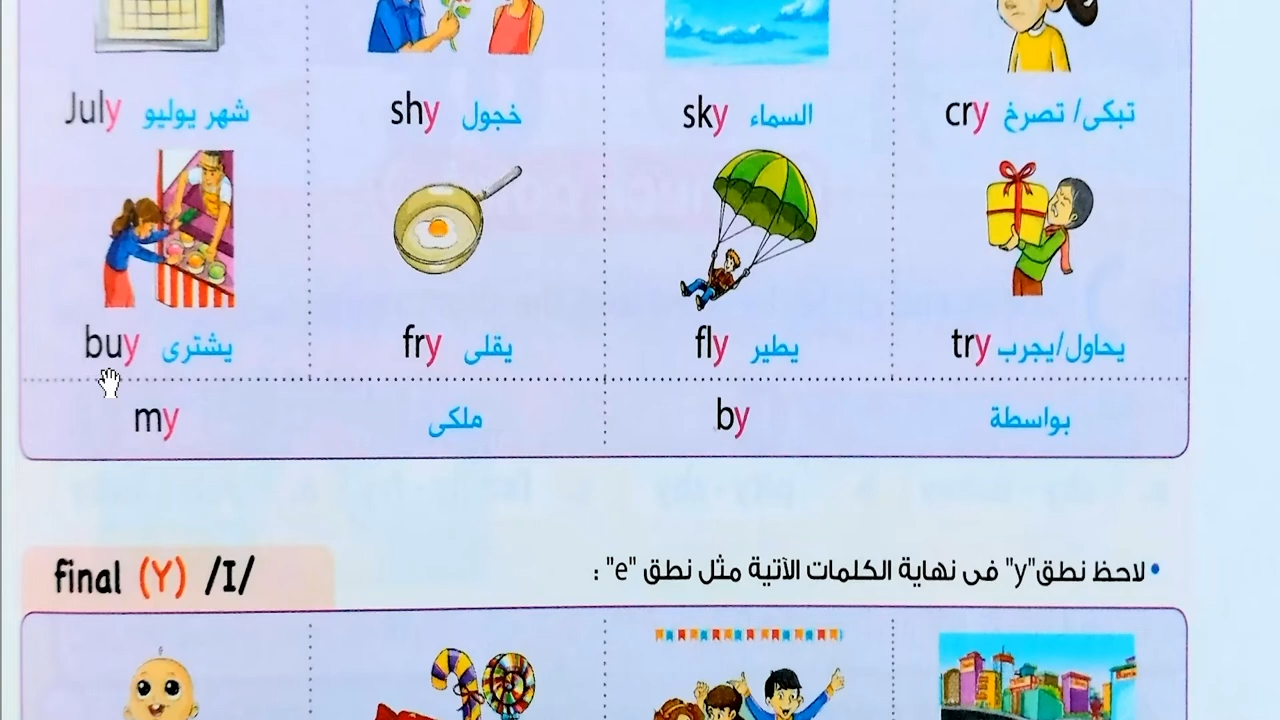 July شهر يوليو shy خجول sky السماء cry تبكى/ تصرخ
buy يشترى fry يقلى fly يطير try يحاول/يجرب
my ملكى by بواسطة
final (Y) /I/ • لاحظ نطق"y" فى نهاية الكلمات الآتية مثل نطق "e" :